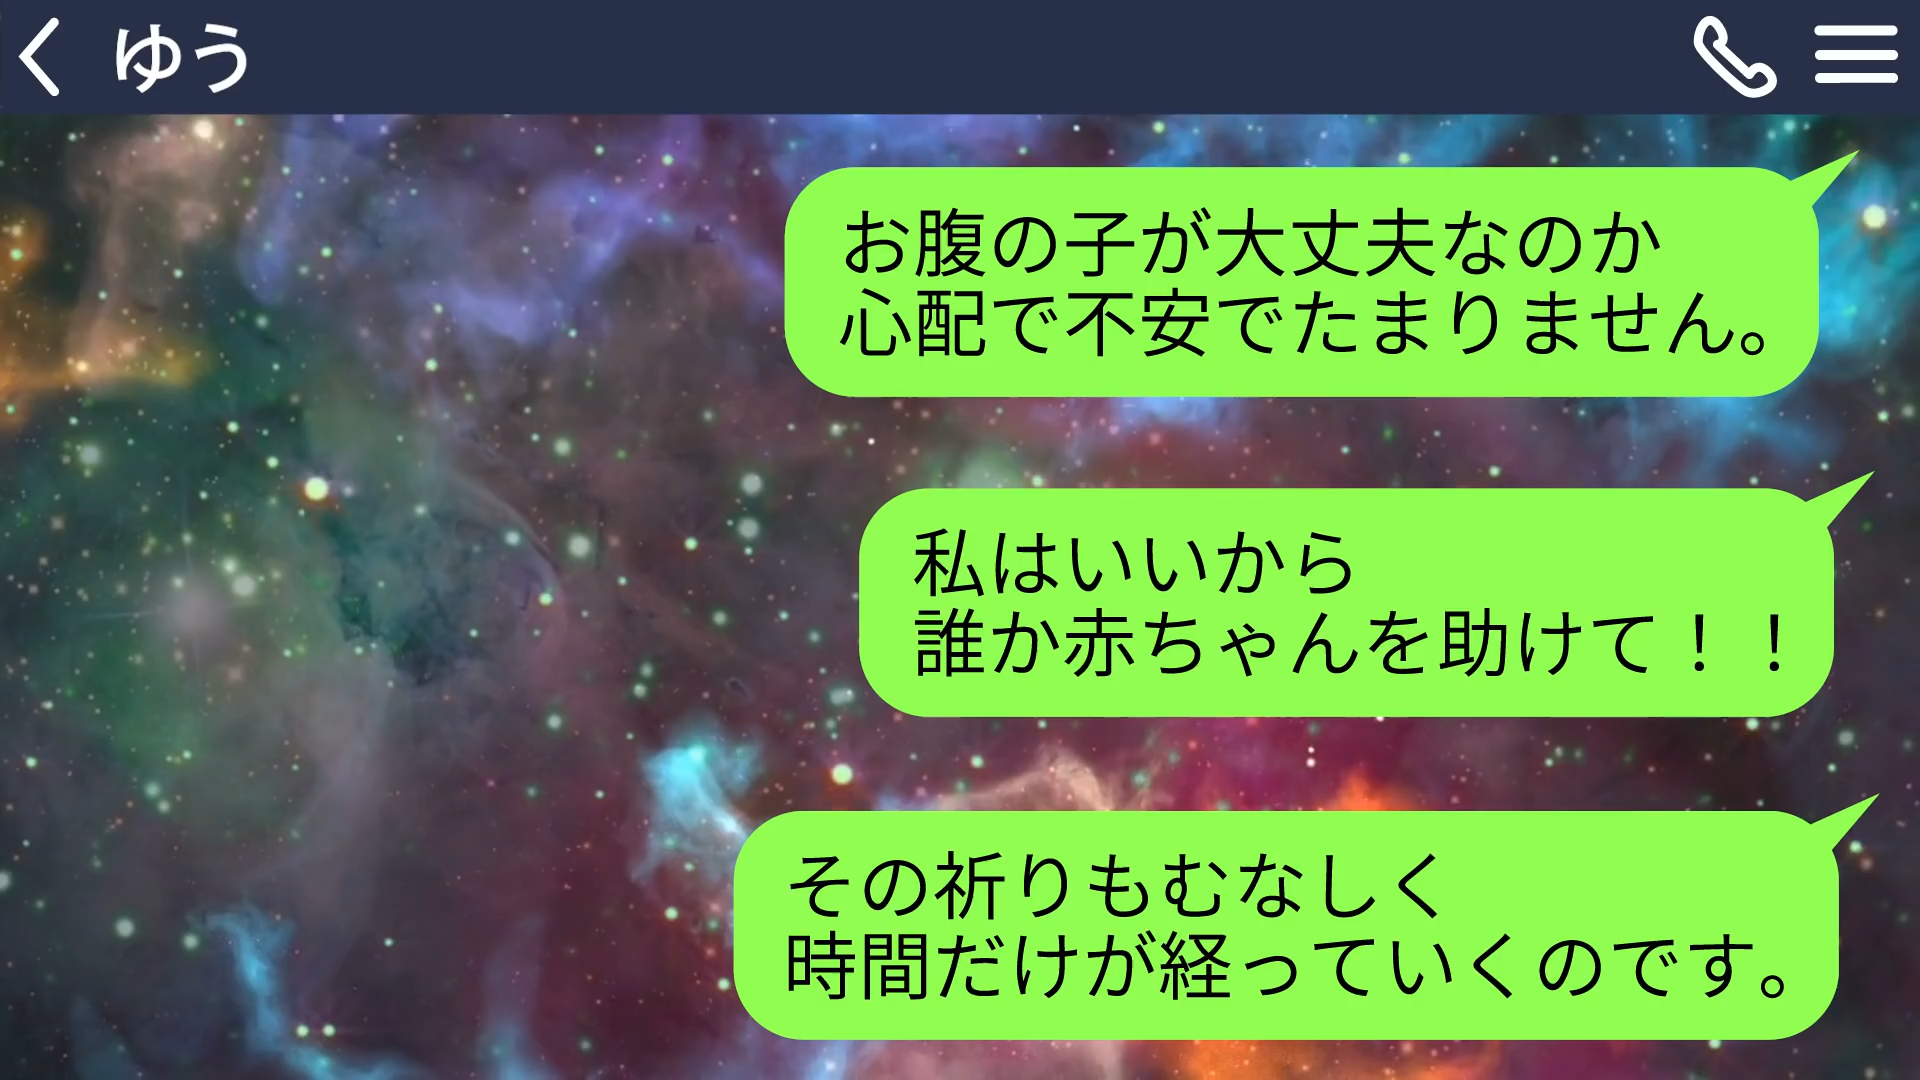 ゆう
お腹の子が大丈夫なのか
心配で不安でたまりません。
私はいいから
誰か赤ちゃんを助けて！！
その祈りもむなしく
時間だけが経っていくのです。